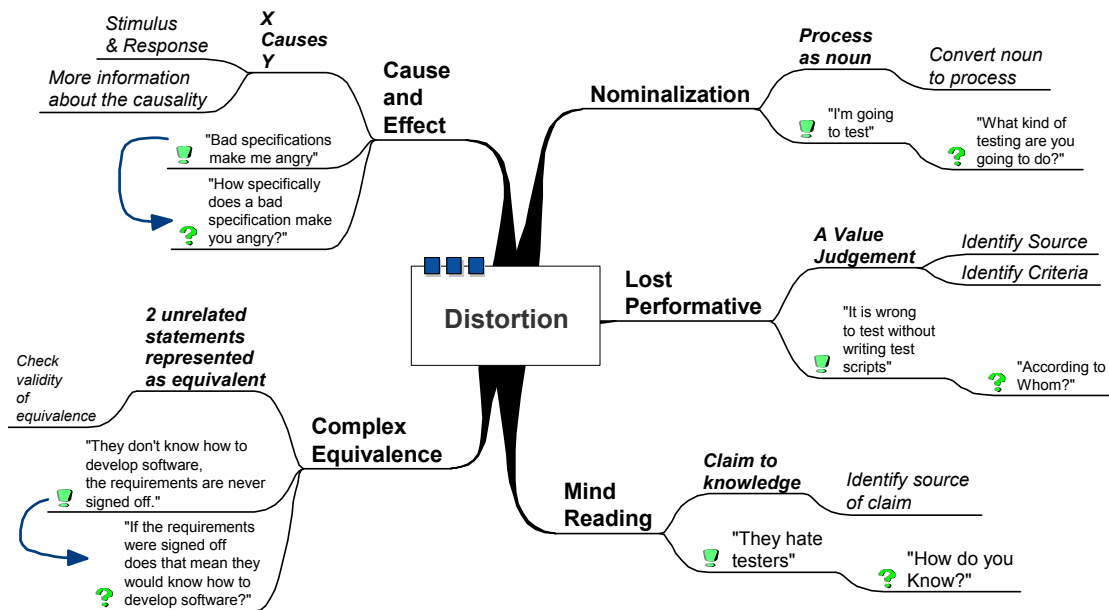 Distortion
Cause and
Effect
X
Causes
Y
Stimulus
& Response
More information
about the causality
"Bad specifications
make me angry"
"How specifically
does a bad
specification make
you angry?"
Nominalization
Process
as noun
Convert noun
to process
"I'm going
to test"
"What kind of
testing are you
going to do?"
Lost
Performative
A Value
Judgement
Identify Source
Identify Criteria
"It is wrong
to test without
writing test
scripts"
"According to
Whom?"
Complex
Equivalence
2 unrelated
statements
represented
as equivalent
Check
validity
of
equivalence
"They don't know how to
develop software,
the requirements are never
signed off."
"If the requirements
were signed off
does that mean they
would know how to
develop software?"
Mind
Reading
Claim to
knowledge
Identify source
of claim
"They hate
testers"
"How do you
Know?"